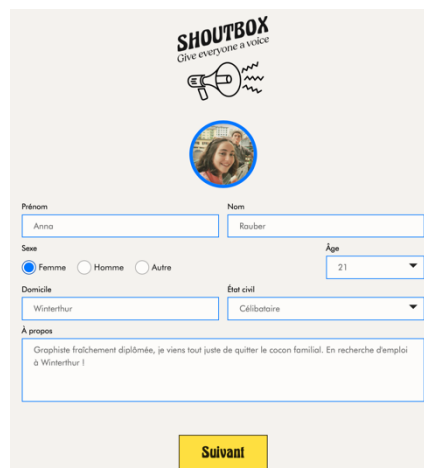 SHOUTBOX
Give everyone a voice
Prénom
Nom
Anna
Rauber
Sexe
Âge
Femme
Homme
Autre
21
Domicile
État civil
Winterthur
Célibataire
À propos
Graphiste fraîchement diplômée, je viens tout juste de quitter le cocon familial. En recherche d'emploi
à Winterthur !
Suivant